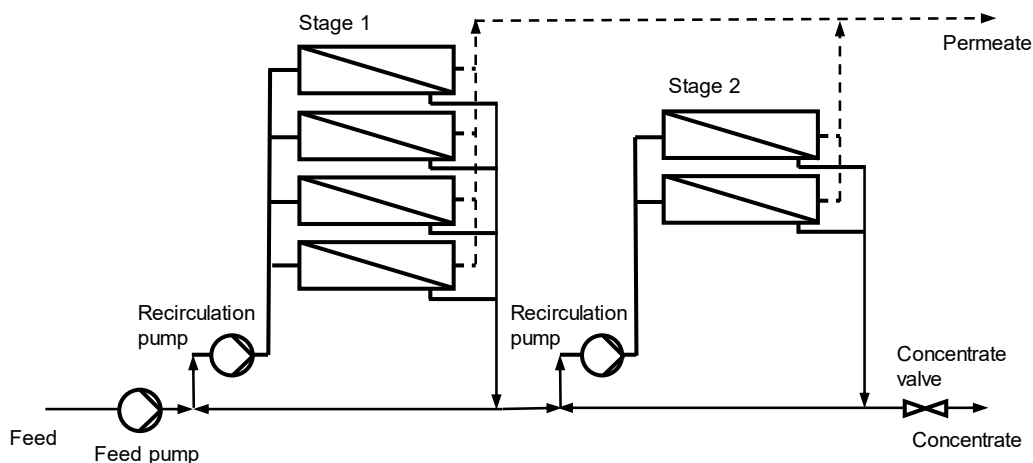 Stage 1
Permeate
Stage 2
Recirculation
pump
Recirculation
pump
Concentrate
valve
Feed
Feed pump
Concentrate